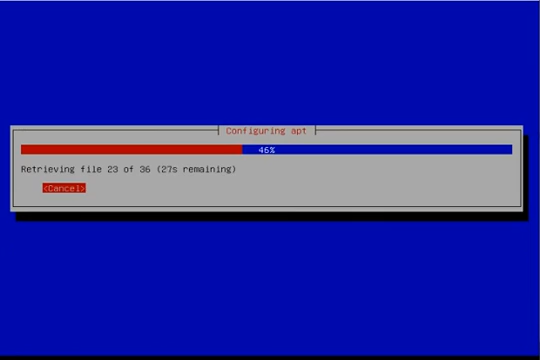 Configuring apt
46%
Retrieving file 23 of 36 (27s remaining)
<Cancel>